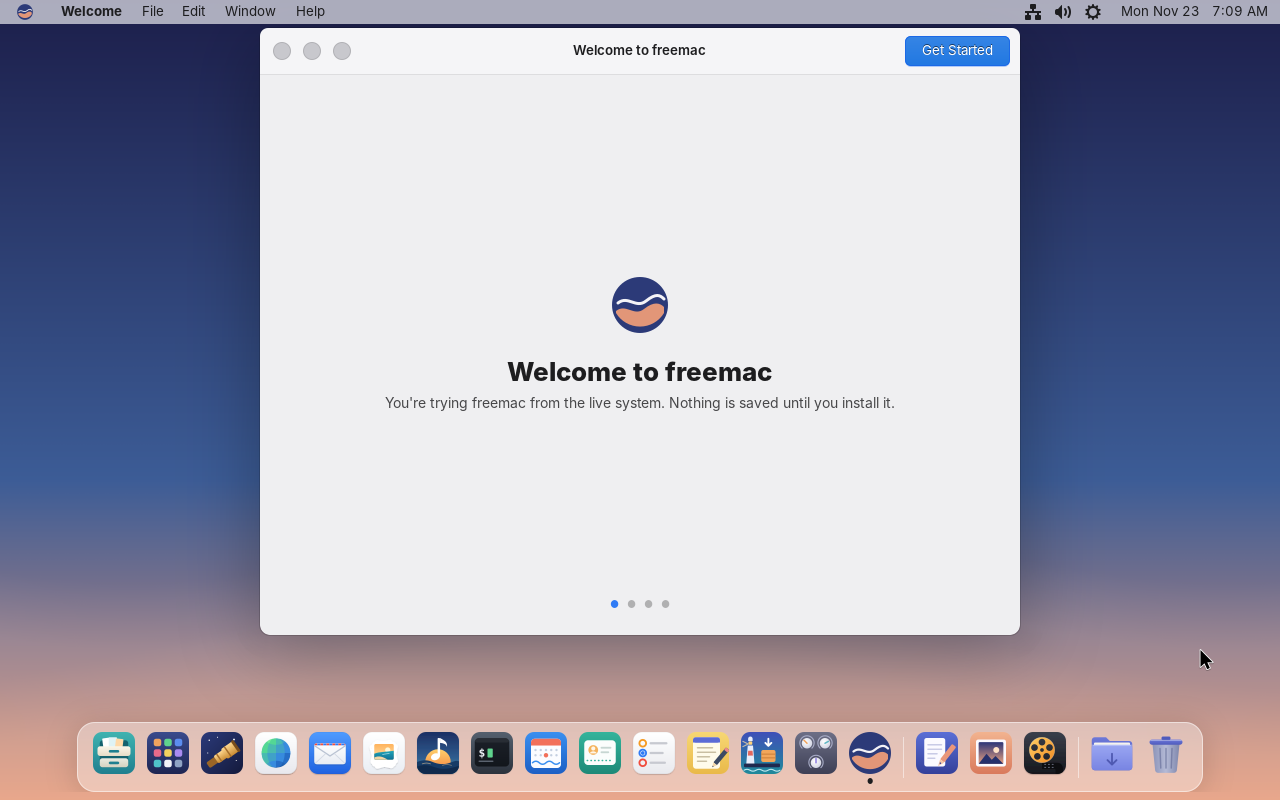 Welcome File Edit Window Help Mon Nov 23 7:09 AM
Welcome to freemac Get Started
Welcome to freemac
You're trying freemac from the live system. Nothing is saved until you install it.
$